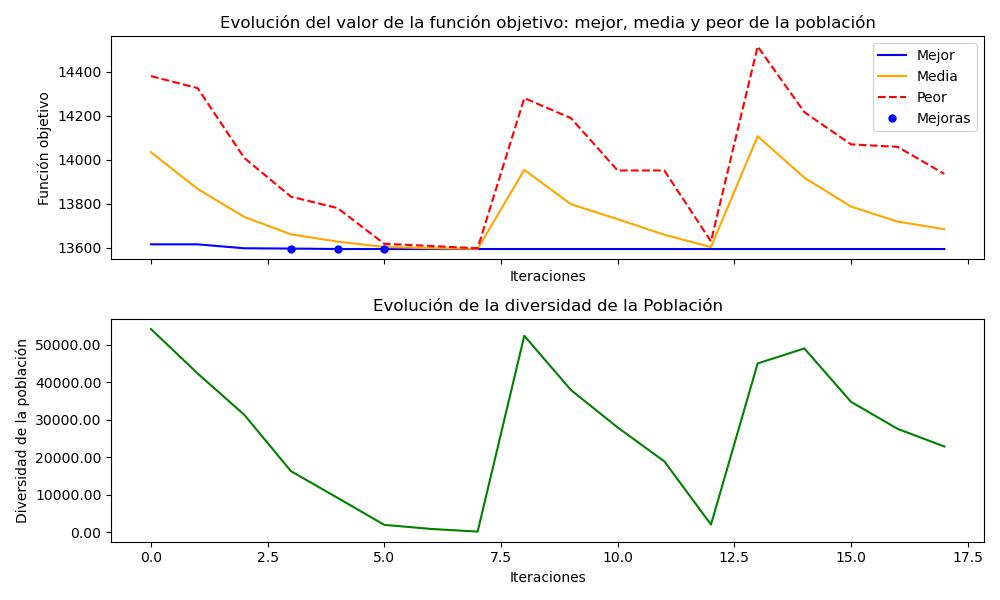 Evolución del valor de la función objetivo: mejor, media y peor de la población
Función objetivo
14400
14200
14000
13800
13600
Mejor
Media
Peor
Mejoras
Iteraciones
Evolución de la diversidad de la Población
Diversidad de la población
50000.00
40000.00
30000.00
20000.00
10000.00
0.00
0.0 2.5 5.0 7.5 10.0 12.5 15.0 17.5
Iteraciones